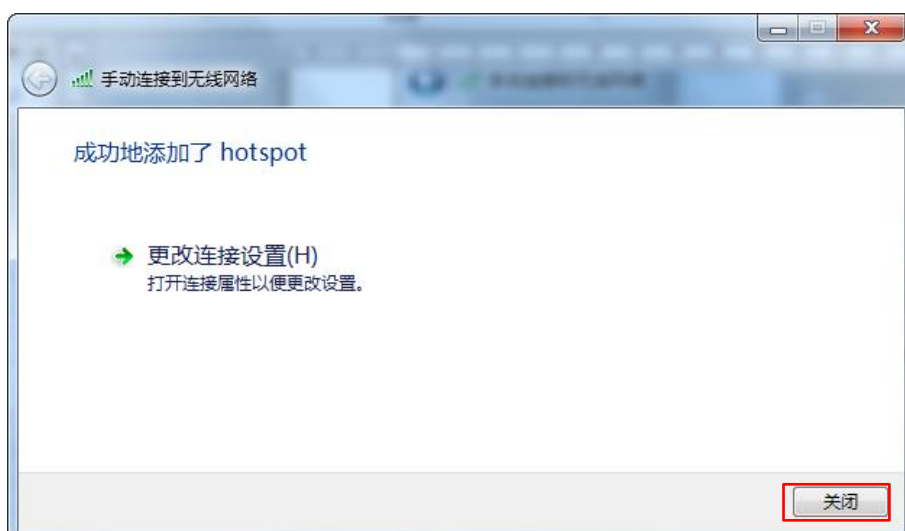 手动连接到无线网络
成功地添加了 hotspot
更改连接设置(H)
打开连接属性以便更改设置。
关闭